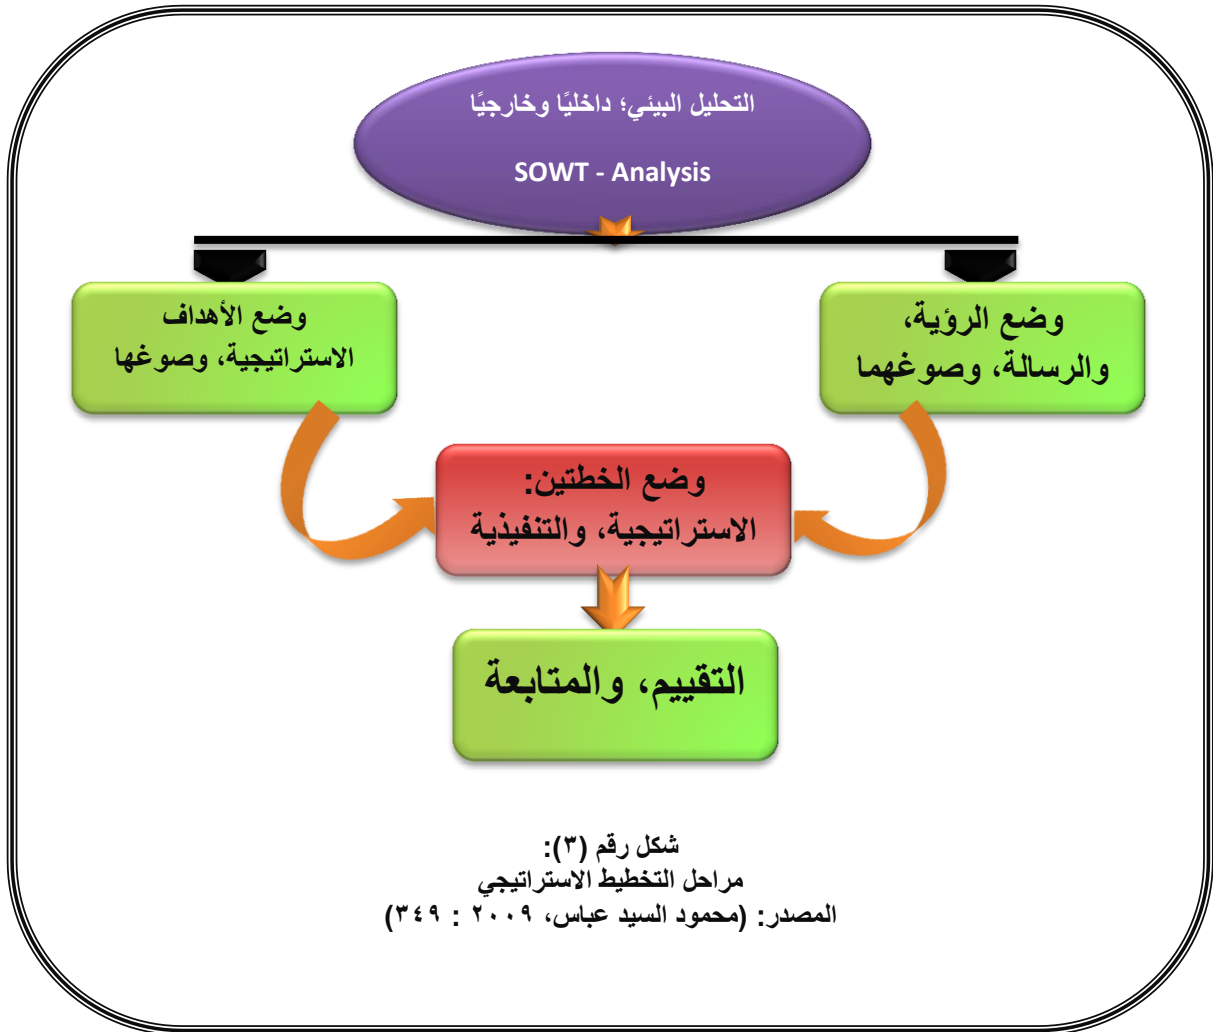 التحليل البيئي؛ داخليًا وخارجيًا
SOWT - Analysis
وضع الرؤية،
والرسالة، وصوغهما
وضع الأهداف
الاستراتيجية، وصوغها
وضع الخطتين:
الاستراتيجية، والتنفيذية
التقييم، والمتابعة
شكل رقم (٣):
مراحل التخطيط الاستراتيجي
المصدر: (محمود السيد عباس، ٢٠٠٩ : ٣٤٩)